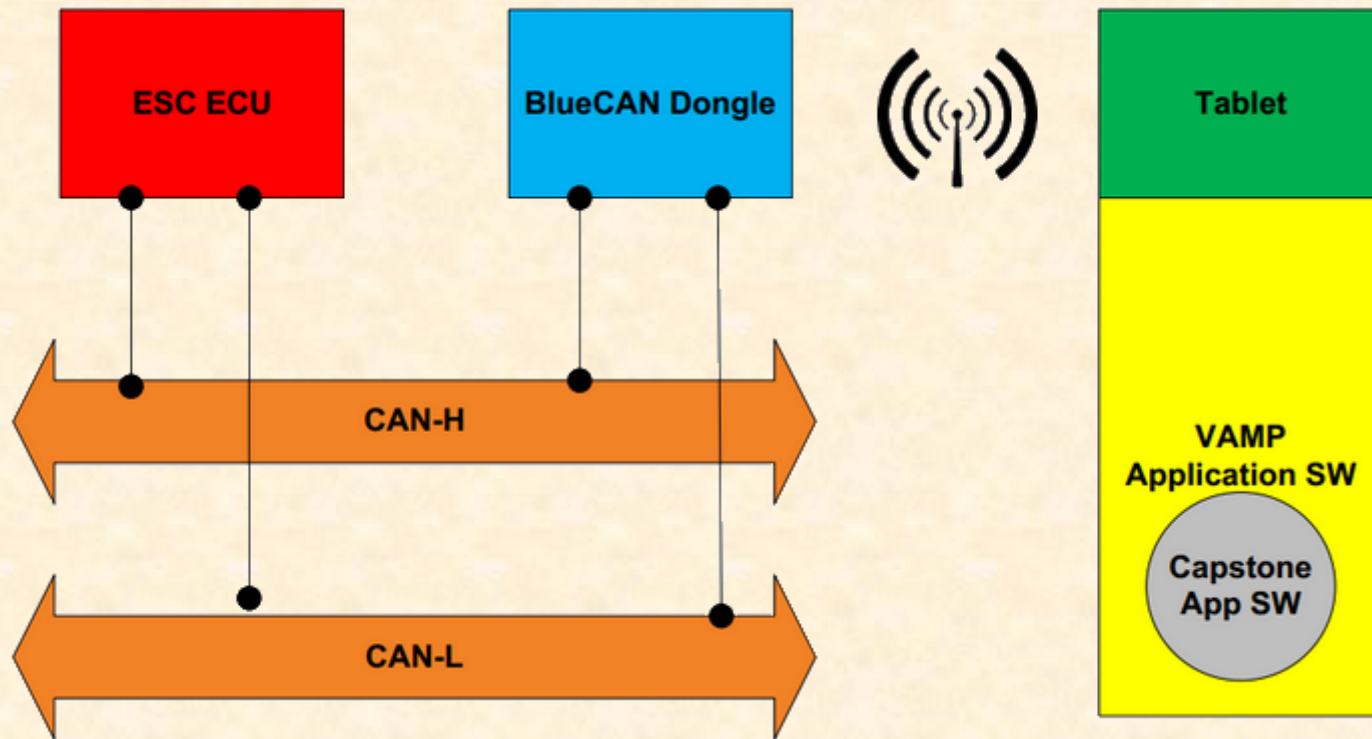 ESC ECU
BlueCAN Dongle
Tablet
CAN-H
VAMP
Application SW
Capstone
App SW
CAN-L